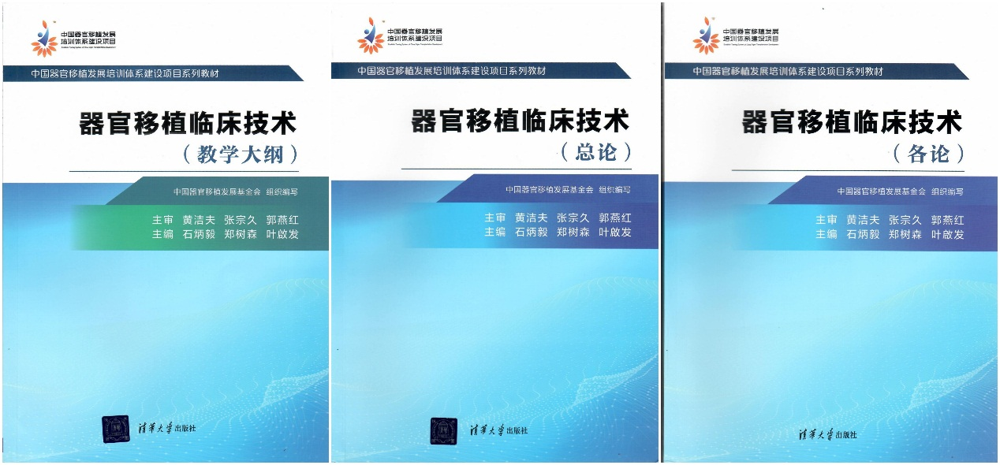 中国器官移植发展
培训体系建设项目
中国器官移植发展培训体系建设项目系列教材
器官移植临床技术
（教学大纲）
中国器官移植发展基金会 组织编写
主审 黄洁夫 张宗久 郭燕红
主编 石炳毅 郑树森 叶啟发
清华大学出版社
中国器官移植发展
培训体系建设项目
中国器官移植发展培训体系建设项目系列教材
器官移植临床技术
（总论）
中国器官移植发展基金会 组织编写
主审 黄洁夫 张宗久 郭燕红
主编 石炳毅 郑树森 叶啟发
清华大学出版社
中国器官移植发展
培训体系建设项目
中国器官移植发展培训体系建设项目系列教材
器官移植临床技术
（各论）
中国器官移植发展基金会 组织编写
主审 黄洁夫 张宗久 郭燕红
主编 石炳毅 郑树森 叶啟发
清华大学出版社